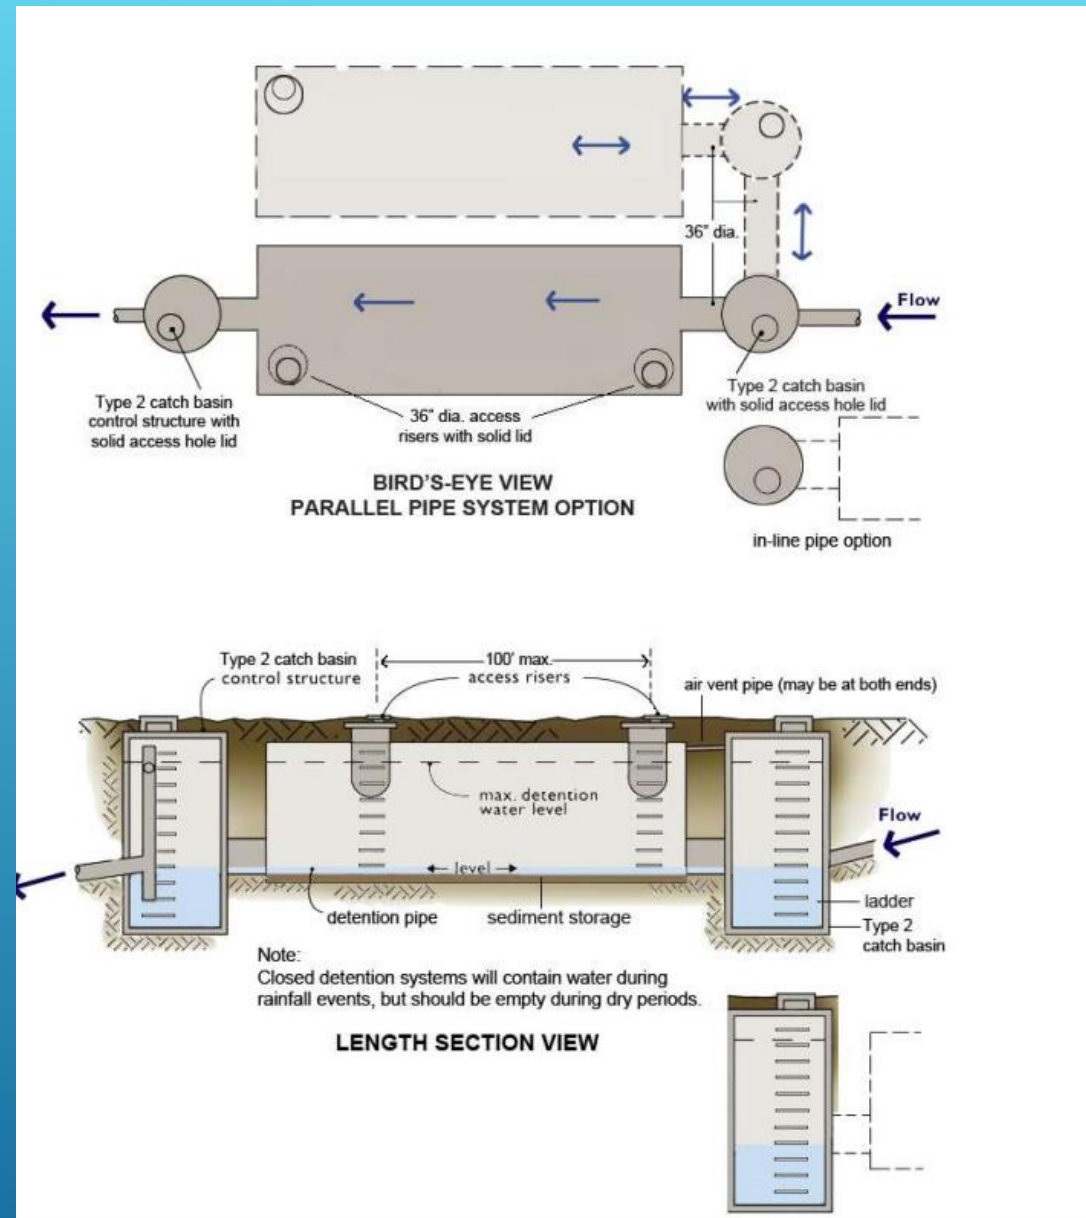 36" dia.
Flow
Type 2 catch basin
control structure with
solid access hole lid
36" dia. access
risers with solid lid
Type 2 catch basin
with solid access hole lid
BIRD'S-EYE VIEW
PARALLEL PIPE SYSTEM OPTION
in-line pipe option
Type 2 catch basin
control structure
100' max.
access risers
air vent pipe (may be at both ends)
max. detention
water level
Flow
level
detention pipe
sediment storage
ladder
Type 2
catch basin
Note:
Closed detention systems will contain water during
rainfall events, but should be empty during dry periods.
LENGTH SECTION VIEW